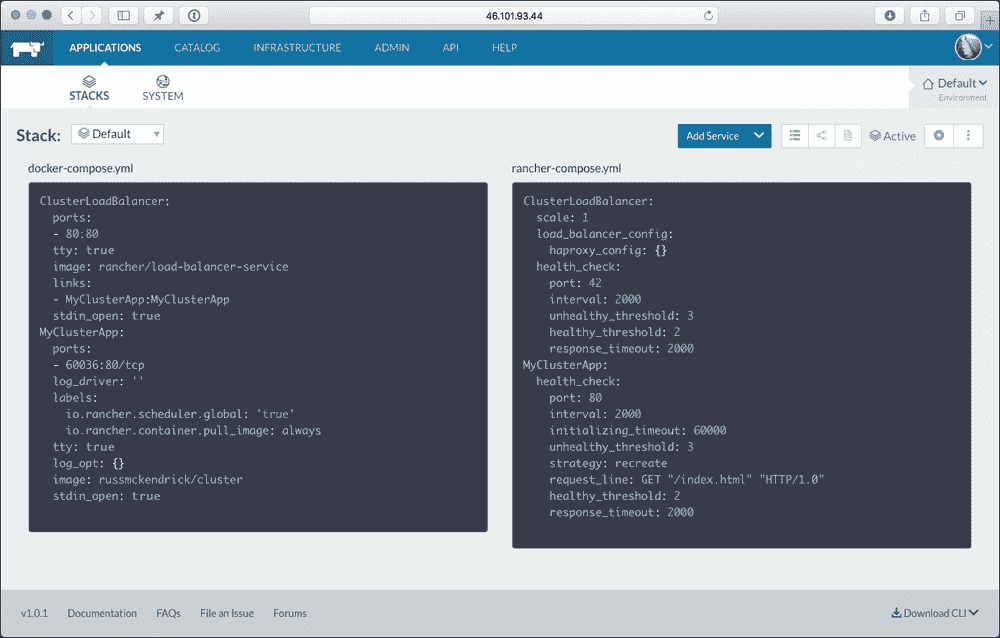 46.101.93.44
APPLICATIONS CATALOG INFRASTRUCTURE ADMIN API HELP
STACKS SYSTEM
Default
Environment
Stack: Default Add Service Active
docker-compose.yml
ClusterLoadBalancer:
ports:
- 80:80
tty: true
image: rancher/load-balancer-service
links:
- MyClusterApp:MyClusterApp
stdin_open: true
MyClusterApp:
ports:
- 60036:80/tcp
log_driver: ''
labels:
io.rancher.scheduler.global: 'true'
io.rancher.container.pull_image: always
tty: true
log_opt: {}
image: russmckendrick/cluster
stdin_open: true
rancher-compose.yml
ClusterLoadBalancer:
scale: 1
load_balancer_config:
haproxy_config: {}
health_check:
port: 42
interval: 2000
unhealthy_threshold: 3
healthy_threshold: 2
response_timeout: 2000
MyClusterApp:
health_check:
port: 80
interval: 2000
initializing_timeout: 60000
unhealthy_threshold: 3
strategy: recreate
request_line: GET "/index.html" "HTTP/1.0"
healthy_threshold: 2
response_timeout: 2000
v1.0.1 Documentation FAQs File an Issue Forums Download CLI